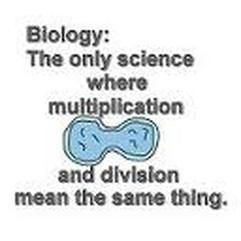 Biology:
The only science
where
multiplication
and division
mean the same thing.